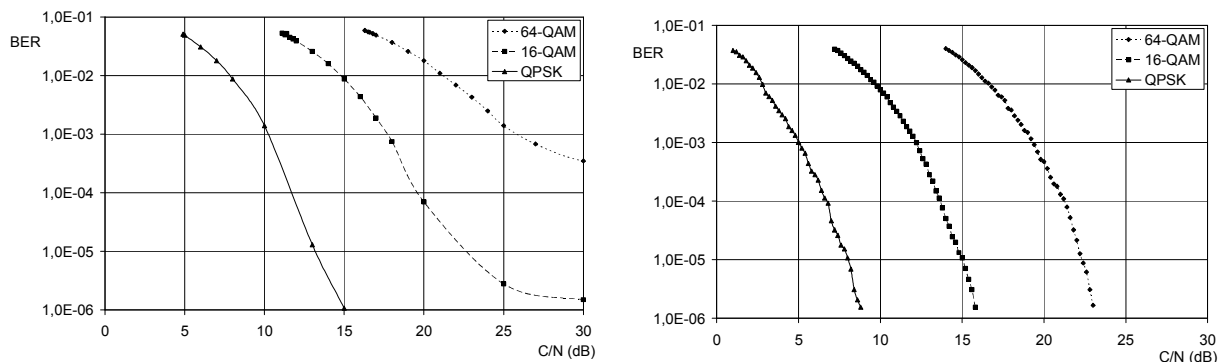 1,0E-01
BER
1,0E-02
1,0E-03
1,0E-04
1,0E-05
1,0E-06
64-QAM
16-QAM
QPSK
0 5 10 15 20 25 30
C/N (dB)
1,0E-01
BER
1,0E-02
1,0E-03
1,0E-04
1,0E-05
1,0E-06
64-QAM
16-QAM
QPSK
0 5 10 15 20 25 30
C/N (dB)